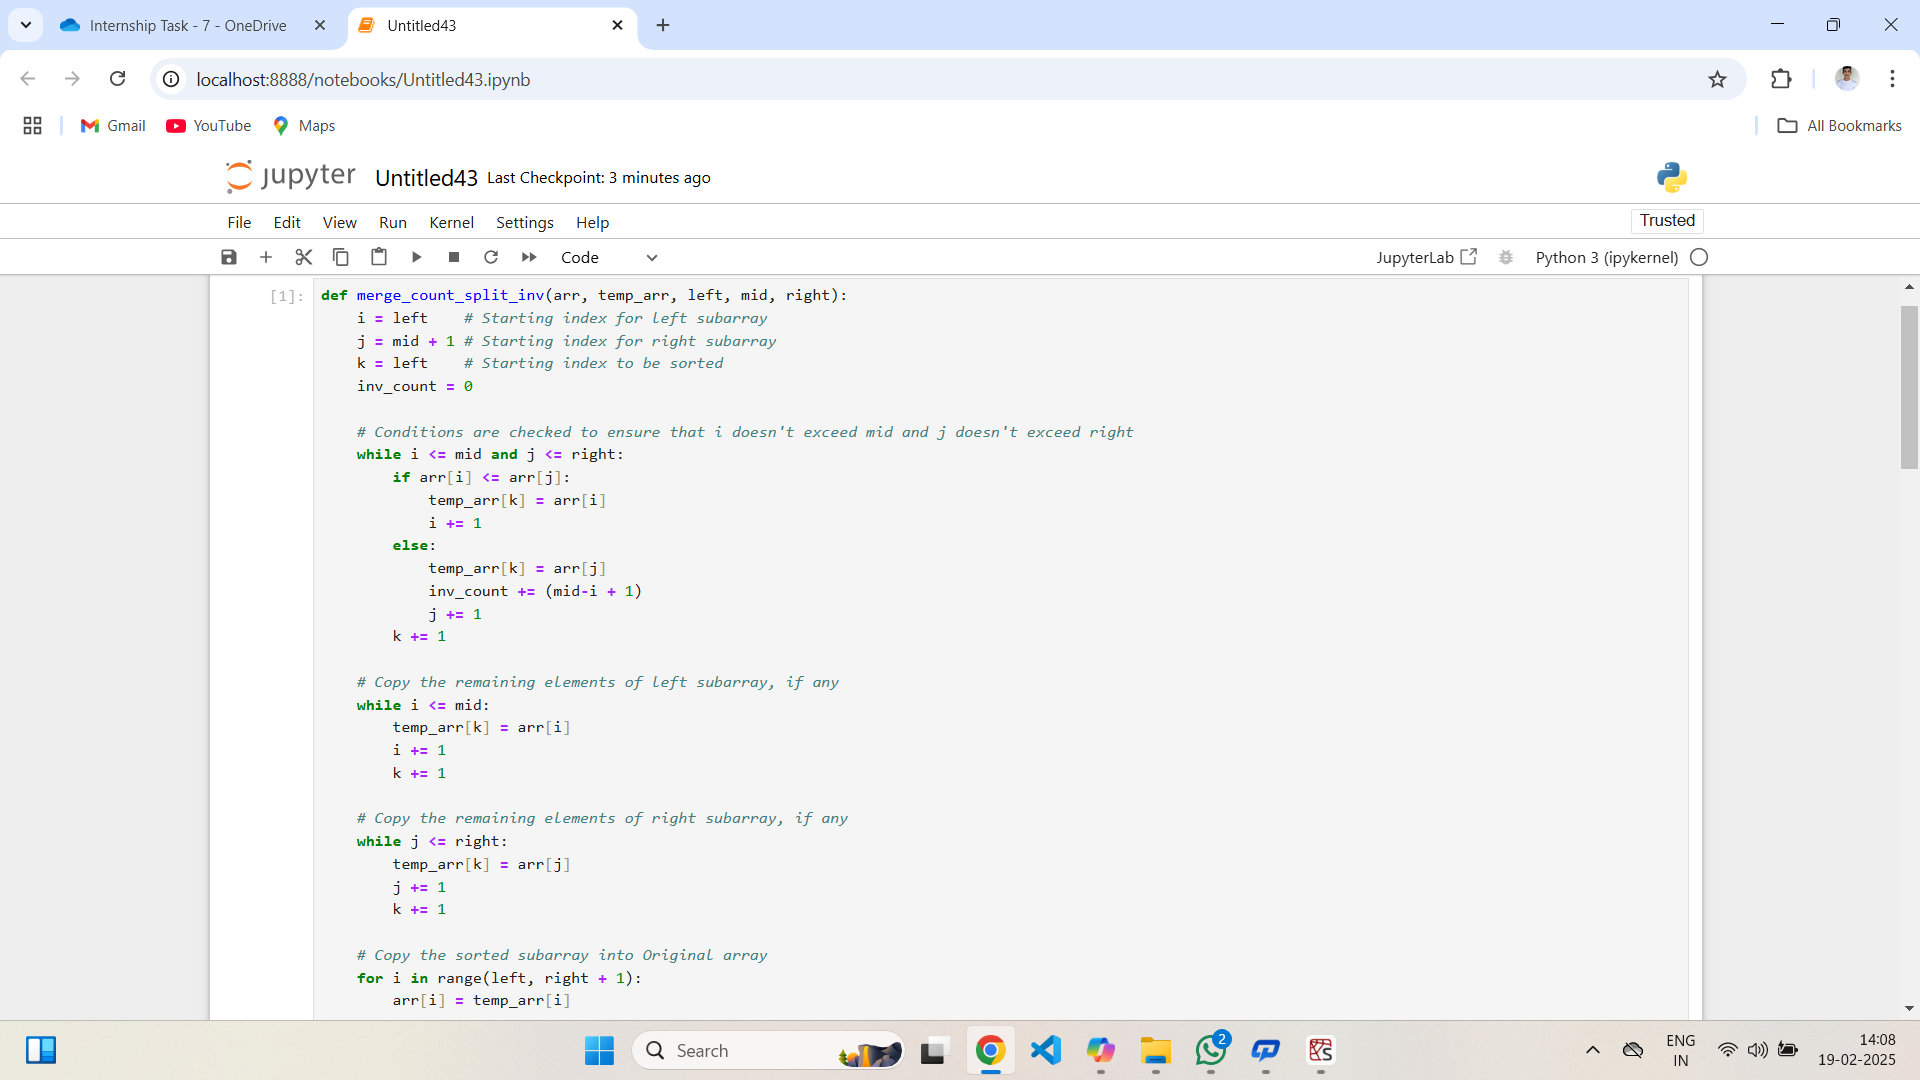 Internship Task - 7 - OneDrive
Untitled43
localhost:8888/notebooks/Untitled43.ipynb
Gmail YouTube Maps All Bookmarks
jupyter Untitled43 Last Checkpoint: 3 minutes ago
File Edit View Run Kernel Settings Help Trusted
Code JupyterLab Python 3 (ipykernel)
[1]: def merge_count_split_inv(arr, temp_arr, left, mid, right):
    i = left    # Starting index for left subarray
    j = mid + 1 # Starting index for right subarray
    k = left    # Starting index to be sorted
    inv_count = 0
    # Conditions are checked to ensure that i doesn't exceed mid and j doesn't exceed right
    while i <= mid and j <= right:
        if arr[i] <= arr[j]:
            temp_arr[k] = arr[i]
            i += 1
        else:
            temp_arr[k] = arr[j]
            inv_count += (mid-i + 1)
            j += 1
        k += 1
    # Copy the remaining elements of left subarray, if any
    while i <= mid:
        temp_arr[k] = arr[i]
        i += 1
        k += 1
    # Copy the remaining elements of right subarray, if any
    while j <= right:
        temp_arr[k] = arr[j]
        j += 1
        k += 1
    # Copy the sorted subarray into Original array
    for i in range(left, right + 1):
        arr[i] = temp_arr[i]
Search
2
ENG
IN
14:08
19-02-2025